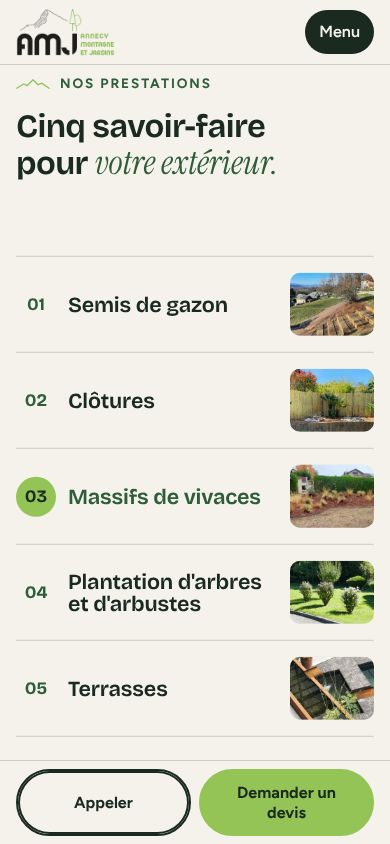 AMJ ANNECY
MONTAGNE
ET JARDINS
Menu
NOS PRESTATIONS
Cinq savoir-faire
pour votre extérieur.
01 Semis de gazon
02 Clôtures
03 Massifs de vivaces
04 Plantation d'arbres
et d'arbustes
05 Terrasses
Appeler
Demander un
devis